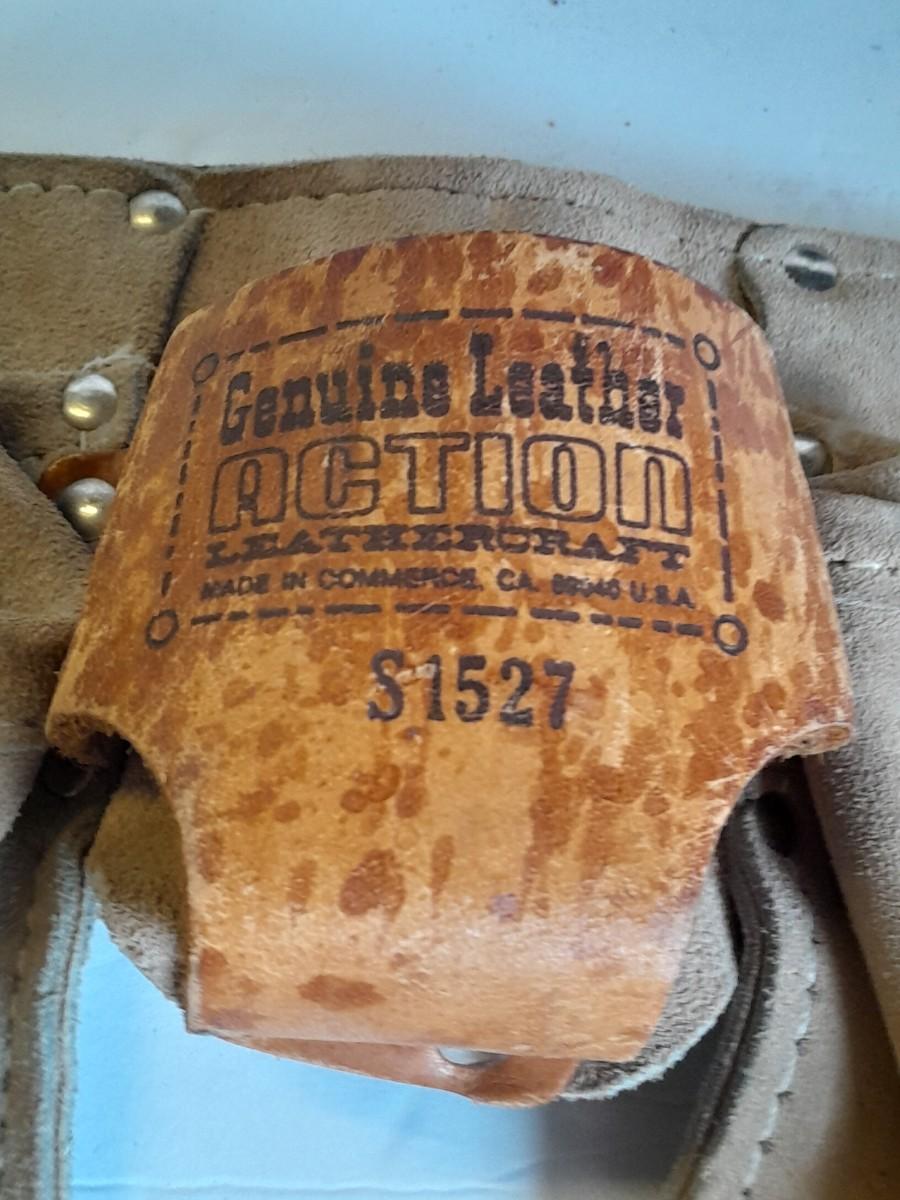 Genuine Leather
ACTION
LEATHERCRAFT
MADE IN COMMERCE, CA. 90040 U.S.A.
S1527